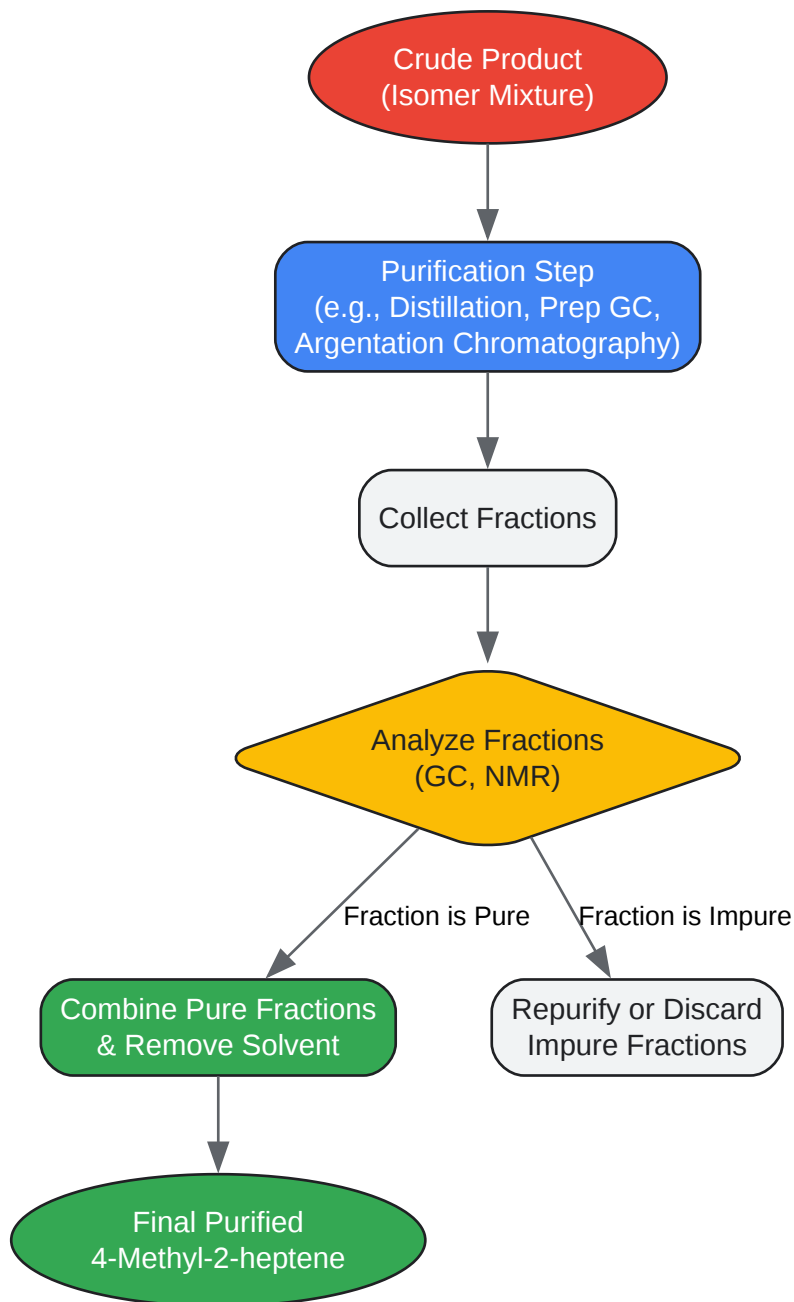 Crude Product
(Isomer Mixture)
Purification Step
(e.g., Distillation, Prep GC,
Argentation Chromatography)
Collect Fractions
Analyze Fractions
(GC, NMR)
Fraction is Pure
Fraction is Impure
Combine Pure Fractions
& Remove Solvent
Repurify or Discard
Impure Fractions
Final Purified
4-Methyl-2-heptene